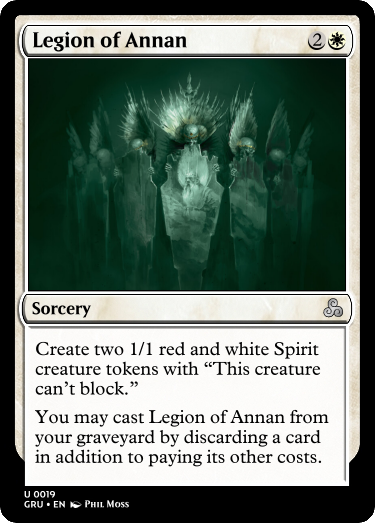 Legion of Annan 2
Sorcery
Create two 1/1 red and white Spirit
creature tokens with “This creature
can’t block.”
You may cast Legion of Annan from
your graveyard by discarding a card
in addition to paying its other costs.
U 0019
GRU • EN Phil Moss